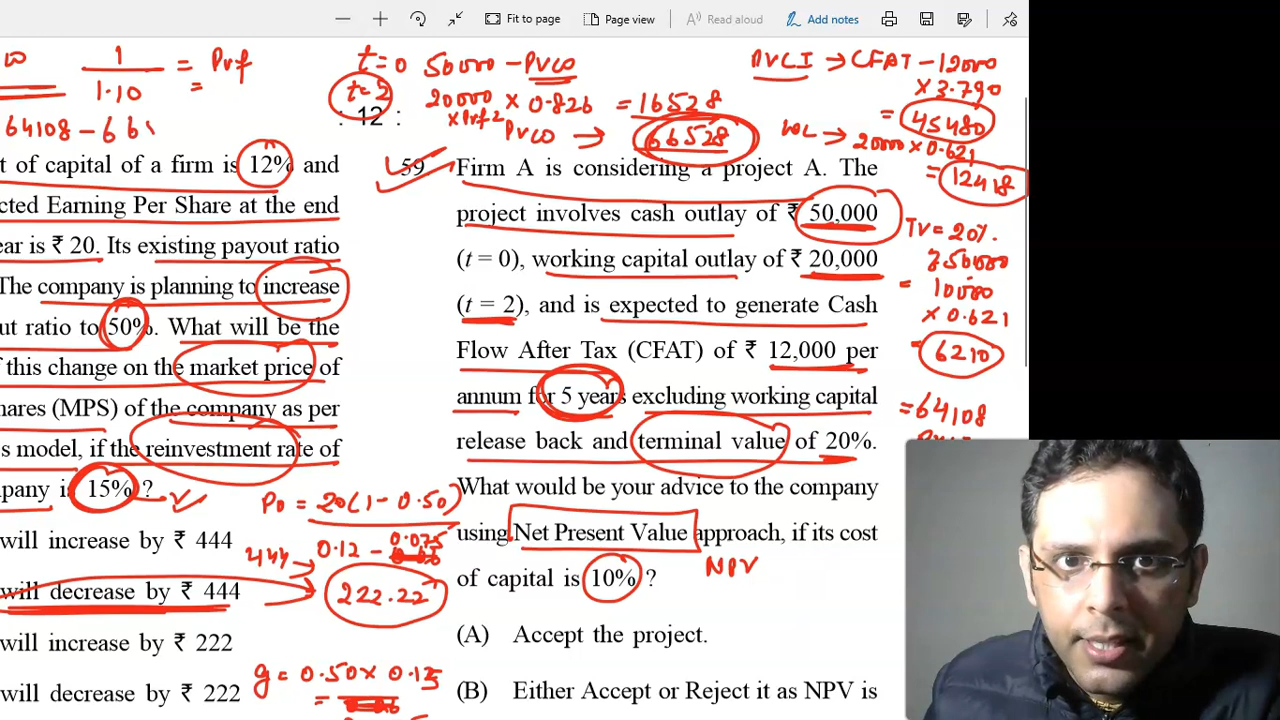 Fit to page
Page view
Read aloud
Add notes
1
1.10
= Pvf
=
64108 -
t=0 50000 - PVCO
t=2
20000 × 0.826 = 16528
× Pvf 2
PVCO → 66528
PVCI → CFAT - 12000
× 3.790
= 45480
→ 20000 × 0.621
= 12418
TV = 20%
= 10000
× 0.621
= 6210
= 64108
: 12 :
t of capital of a firm is 12% and
cted Earning Per Share at the end
ear is ₹ 20. Its existing payout ratio
The company is planning to increase
ut ratio to 50%. What will be the
f this change on the market price of
hares (MPS) of the company as per
s model, if the reinvestment rate of
pany is 15% ?
will increase by ₹ 444
will decrease by ₹ 444
will increase by ₹ 222
will decrease by ₹ 222
P0 = 20(1 - 0.50)
0.12 - 0.075
444 →
222.22
g = 0.50 × 0.15
=
59 Firm A is considering a project A. The
project involves cash outlay of ₹ 50,000
(t = 0), working capital outlay of ₹ 20,000
(t = 2), and is expected to generate Cash
Flow After Tax (CFAT) of ₹ 12,000 per
annum for 5 years excluding working capital
release back and terminal value of 20%.
What would be your advice to the company
using Net Present Value approach, if its cost
of capital is 10% ?
NPV
(A) Accept the project.
(B) Either Accept or Reject it as NPV is